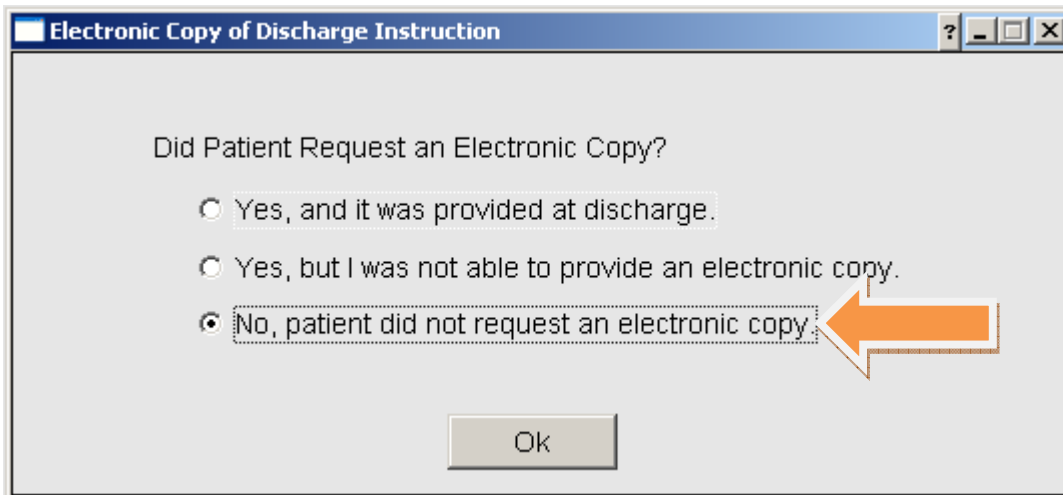 Electronic Copy of Discharge Instruction
Did Patient Request an Electronic Copy?
Yes, and it was provided at discharge.
Yes, but I was not able to provide an electronic copy.
No, patient did not request an electronic copy.
Ok